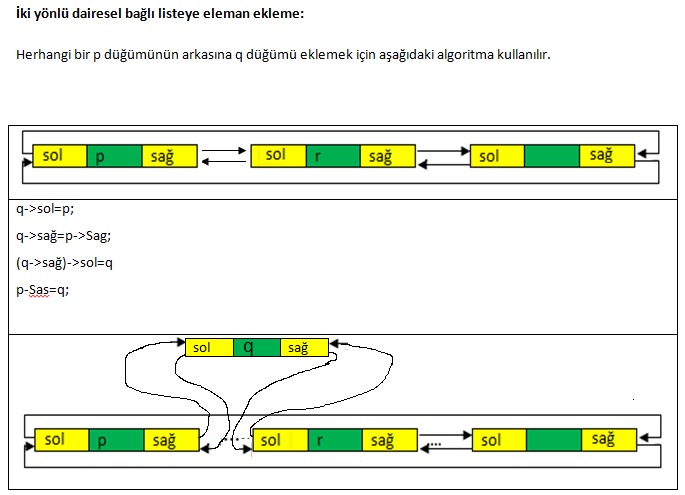 İki yönlü dairesel bağlı listeye eleman ekleme:
Herhangi bir p düğümünün arkasına q düğümü eklemek için aşağıdaki algoritma kullanılır.
sol p sağ sol r sağ sol sağ
q->sol=p;
q->sağ=p->Sag;
(q->sağ)->sol=q
p-Sas=q;
sol q sağ
sol p sağ sol r sağ .... sol sağ